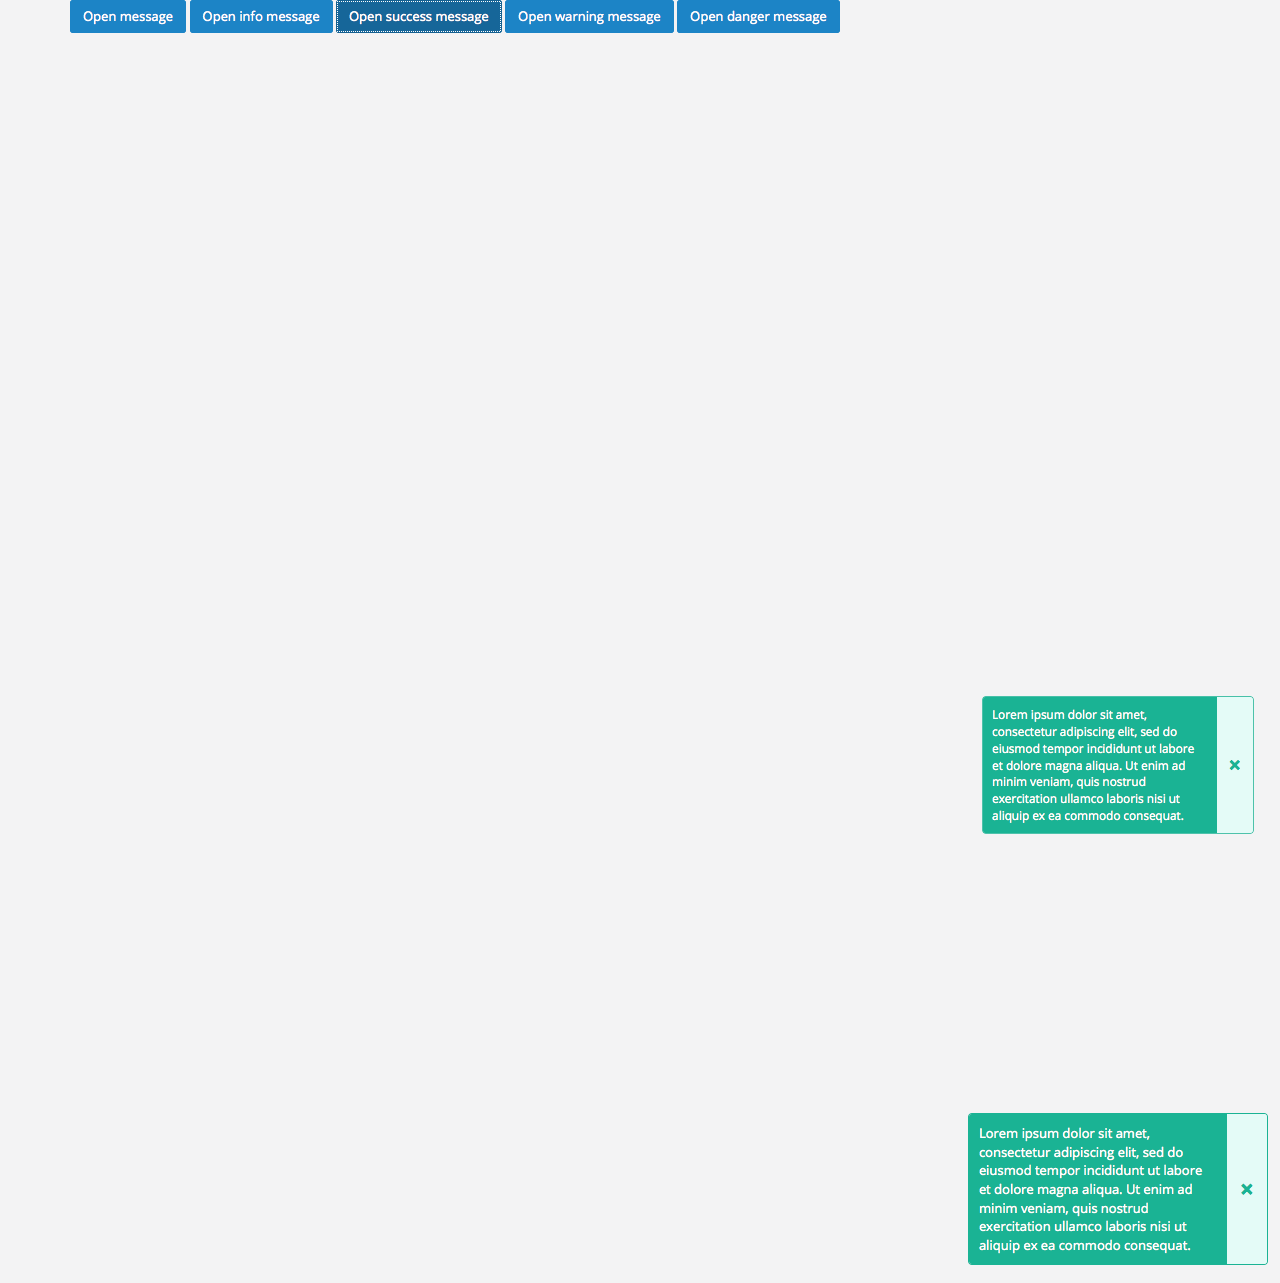 Open message Open info message Open success message Open warning message Open danger message
Lorem ipsum dolor sit amet,
consectetur adipiscing elit, sed do
eiusmod tempor incididunt ut labore
et dolore magna aliqua. Ut enim ad
minim veniam, quis nostrud
exercitation ullamco laboris nisi ut
aliquip ex ea commodo consequat.
Lorem ipsum dolor sit amet,
consectetur adipiscing elit, sed do
eiusmod tempor incididunt ut labore
et dolore magna aliqua. Ut enim ad
minim veniam, quis nostrud
exercitation ullamco laboris nisi ut
aliquip ex ea commodo consequat.